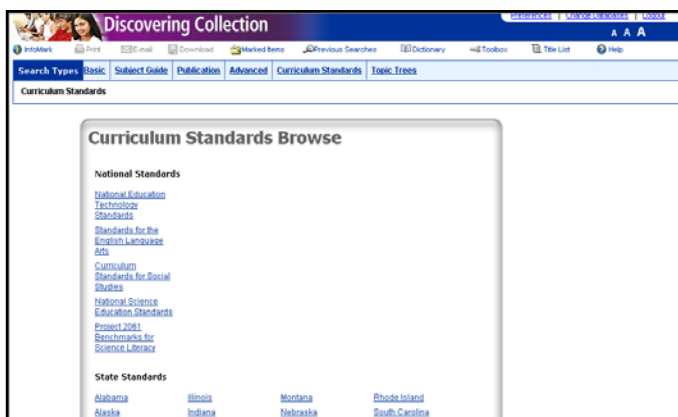 Discovering Collection
Preferences | Change Databases | Logout
A A A
InfoMark Print E-mail Download Marked Items Previous Searches Dictionary Toolbox Title List Help
Search Types Basic Subject Guide Publication Advanced Curriculum Standards Topic Trees
Curriculum Standards
Curriculum Standards Browse
National Standards
National Education
Technology
Standards
Standards for the
English Language
Arts
Curriculum
Standards for Social
Studies
National Science
Education Standards
Project 2061
Benchmarks for
Science Literacy
State Standards
Alabama Illinois Montana Rhode Island
Alaska Indiana Nebraska South Carolina